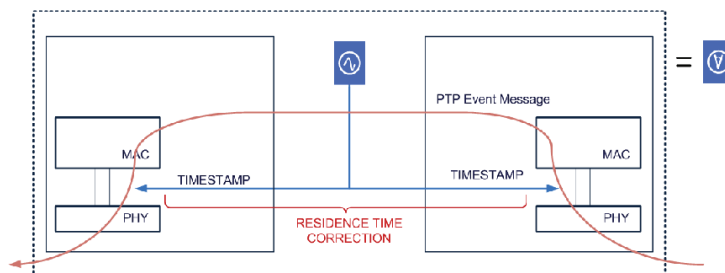 PTP Event Message
=
MAC
MAC
TIMESTAMP
TIMESTAMP
PHY
PHY
RESIDENCE TIME
CORRECTION